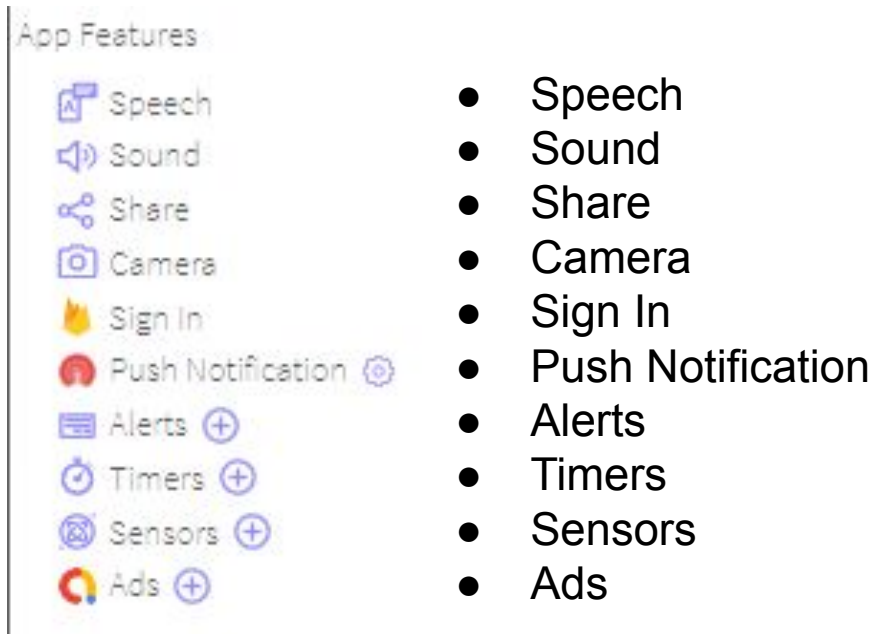 App Features
Speech
Sound
Share
Camera
Sign In
Push Notification
Alerts
Timers
Sensors
Ads
● Speech
● Sound
● Share
● Camera
● Sign In
● Push Notification
● Alerts
● Timers
● Sensors
● Ads